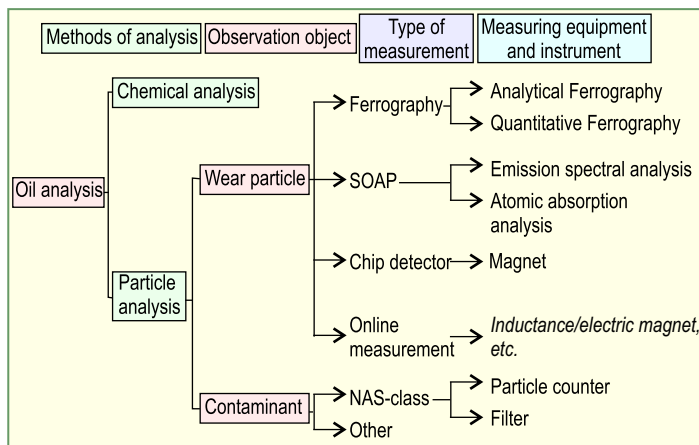 Methods of analysis
Observation object
Type of
measurement
Measuring equipment
and instrument
Chemical analysis
Ferrography
Analytical Ferrography
Quantitative Ferrography
Oil analysis
Wear particle
SOAP
Emission spectral analysis
Atomic absorption
analysis
Particle
analysis
Chip detector
Magnet
Online
measurement
Inductance/electric magnet,
etc.
Contaminant
NAS-class
Particle counter
Filter
Other